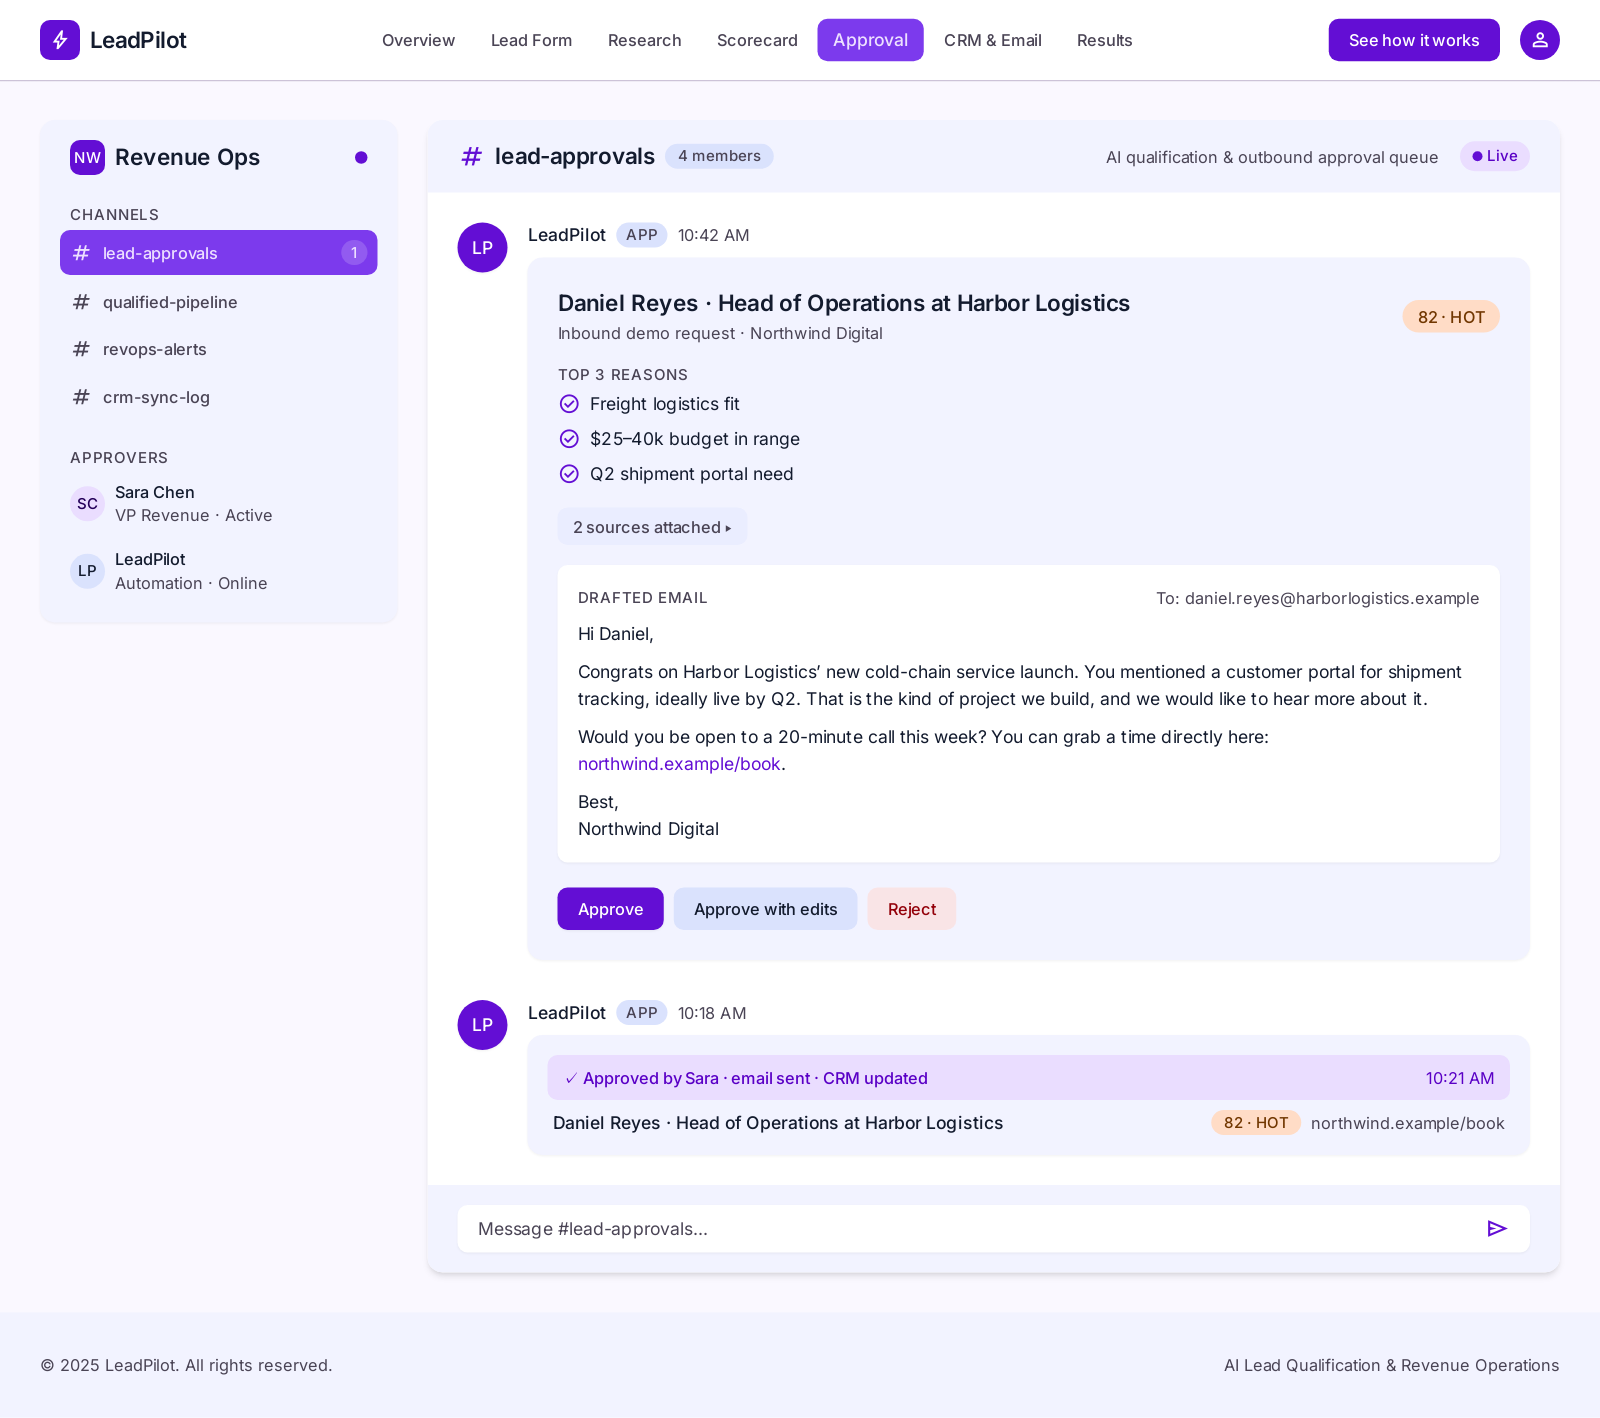 LeadPilot
Overview
Lead Form
Research
Scorecard
Approval
CRM & Email
Results
See how it works
NW Revenue Ops
CHANNELS
# lead-approvals 1
# qualified-pipeline
# revops-alerts
# crm-sync-log
APPROVERS
SC Sara Chen
VP Revenue · Active
LP LeadPilot
Automation · Online
# lead-approvals 4 members
AI qualification & outbound approval queue
Live
LP LeadPilot APP 10:42 AM
Daniel Reyes · Head of Operations at Harbor Logistics
82 · HOT
Inbound demo request · Northwind Digital
TOP 3 REASONS
Freight logistics fit
$25–40k budget in range
Q2 shipment portal need
2 sources attached ▸
DRAFTED EMAIL
To: daniel.reyes@harborlogistics.example
Hi Daniel,
Congrats on Harbor Logistics’ new cold-chain service launch. You mentioned a customer portal for shipment
tracking, ideally live by Q2. That is the kind of project we build, and we would like to hear more about it.
Would you be open to a 20-minute call this week? You can grab a time directly here:
northwind.example/book.
Best,
Northwind Digital
Approve
Approve with edits
Reject
LP LeadPilot APP 10:18 AM
✓ Approved by Sara · email sent · CRM updated
10:21 AM
Daniel Reyes · Head of Operations at Harbor Logistics
82 · HOT
northwind.example/book
Message #lead-approvals...
© 2025 LeadPilot. All rights reserved.
AI Lead Qualification & Revenue Operations